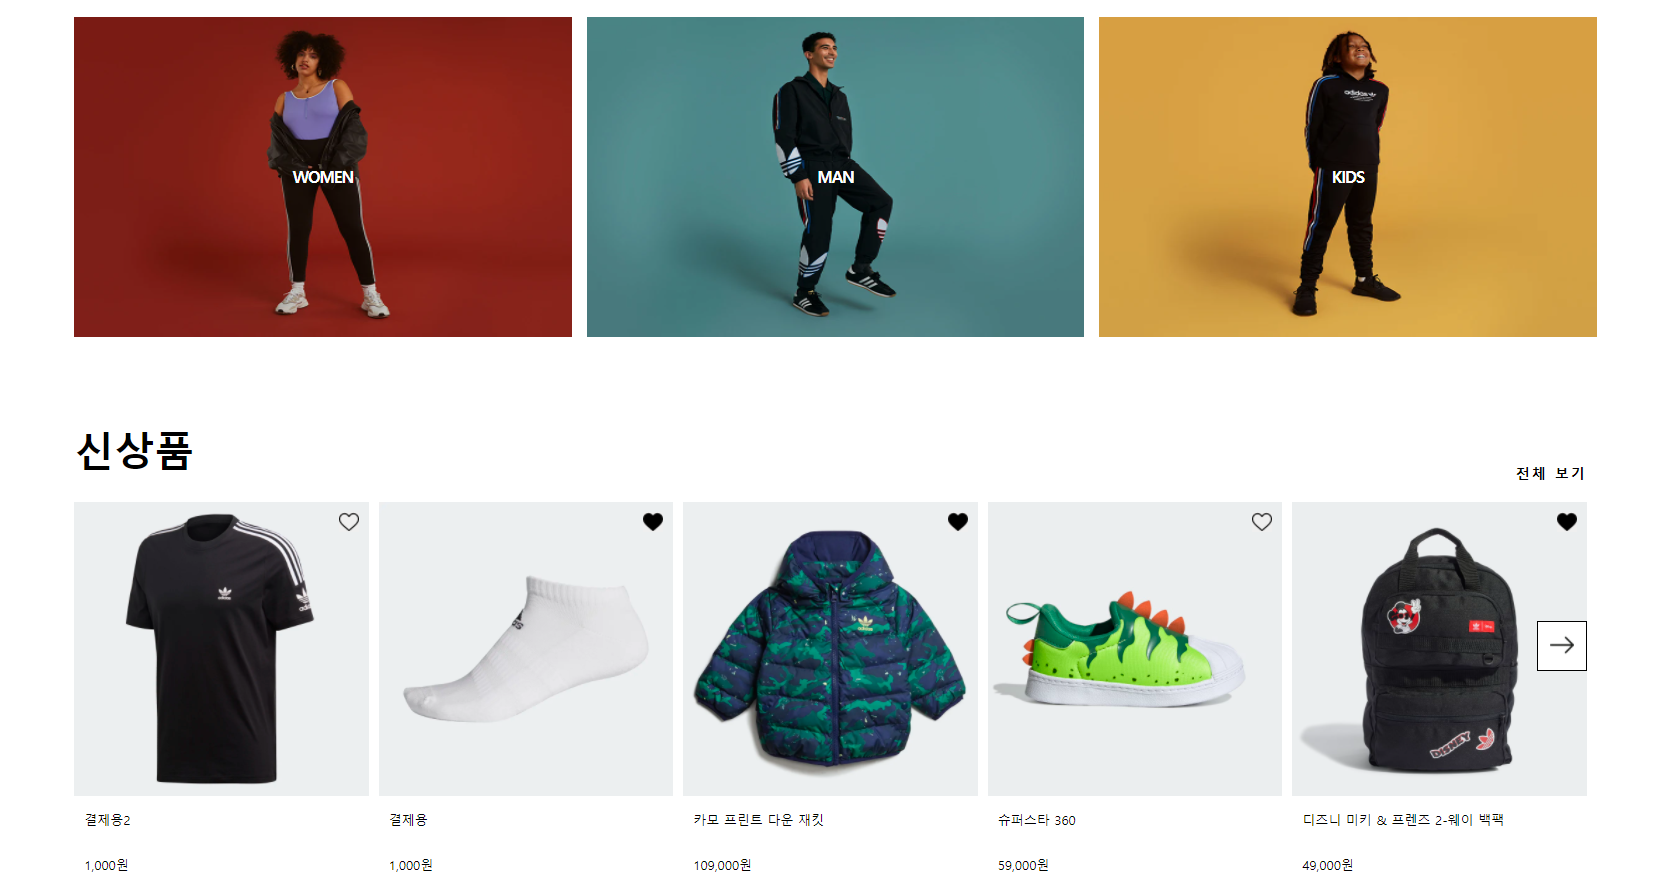 WOMEN
MAN
adidas
KIDS
신상품
전체 보기
adidas
DISNEY
결제용2
결제용
카모 프린트 다운 재킷
슈퍼스타 360
디즈니 미키 & 프렌즈 2-웨이 백팩
1,000원
1,000원
109,000원
59,000원
49,000원